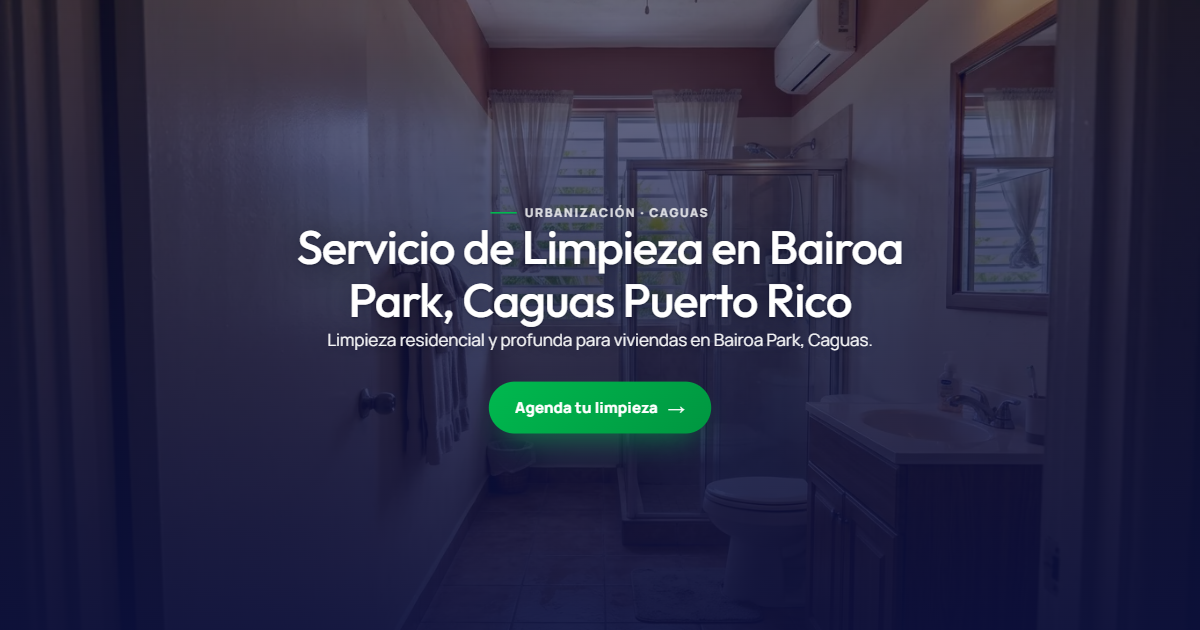 URBANIZACIÓN · CAGUAS
Servicio de Limpieza en Bairoa
Park, Caguas Puerto Rico
Limpieza residencial y profunda para viviendas en Bairoa Park, Caguas.
Agenda tu limpieza →